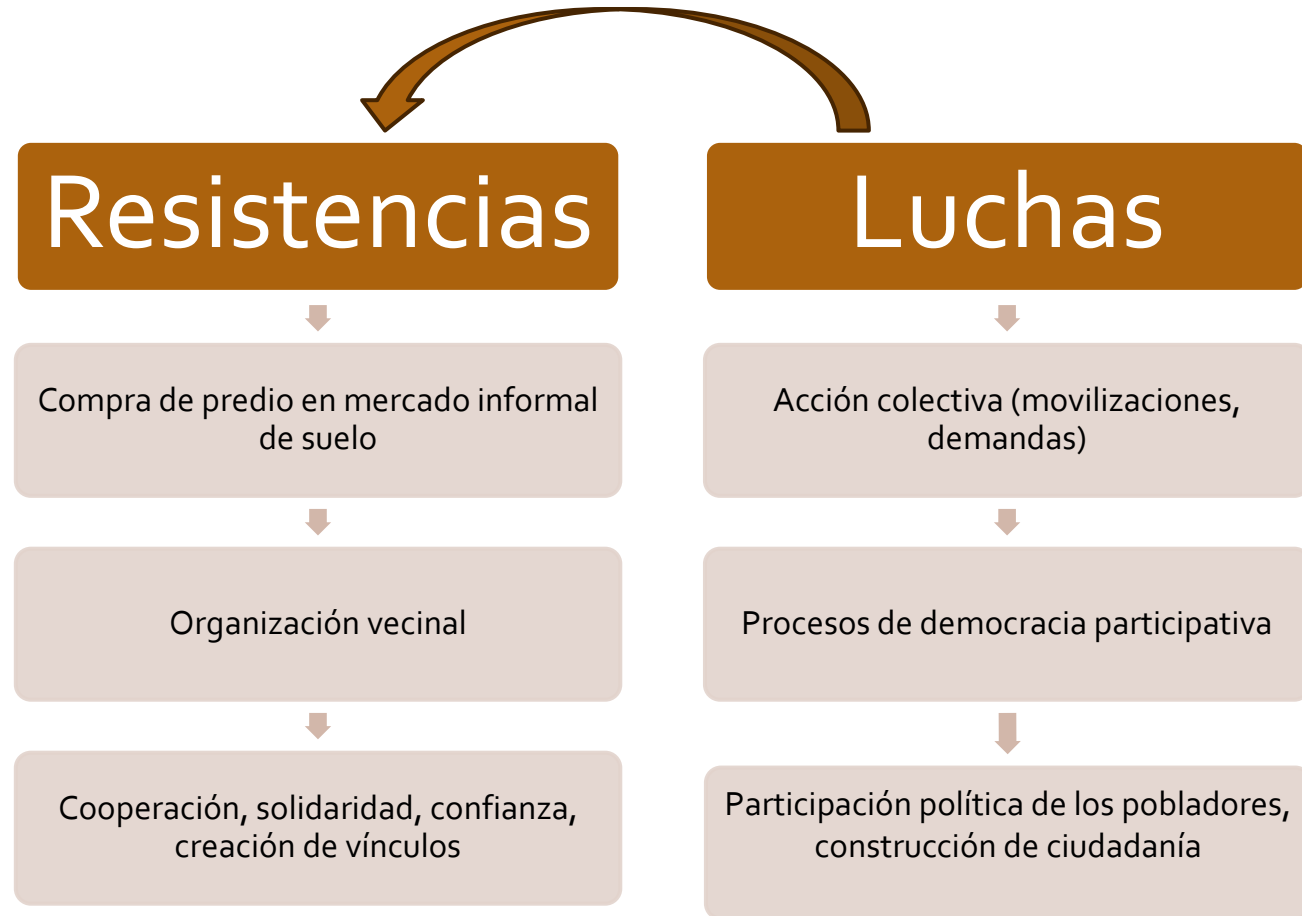 Resistencias
Compra de predio en mercado informal
de suelo
Organización vecinal
Cooperación, solidaridad, confianza,
creación de vínculos
Luchas
Acción colectiva (movilizaciones,
demandas)
Procesos de democracia participativa
Participación política de los pobladores,
construcción de ciudadanía